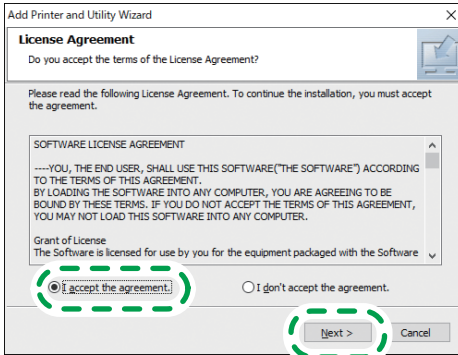 Add Printer and Utility Wizard
License Agreement
Do you accept the terms of the License Agreement?
Please read the following License Agreement. To continue the installation, you must accept
the agreement.
SOFTWARE LICENSE AGREEMENT
----YOU, THE END USER, SHALL USE THIS SOFTWARE("THE SOFTWARE") ACCORDING
TO THE TERMS OF THIS AGREEMENT.
BY LOADING THE SOFTWARE INTO ANY COMPUTER, YOU ARE AGREEING TO BE
BOUND BY THESE TERMS. IF YOU DO NOT ACCEPT THE TERMS OF THIS AGREEMENT,
YOU MAY NOT LOAD THIS SOFTWARE INTO ANY COMPUTER.
Grant of License
The Software is licensed for use by you for the equipment packaged with the Software
I accept the agreement.
I don't accept the agreement.
Next >
Cancel